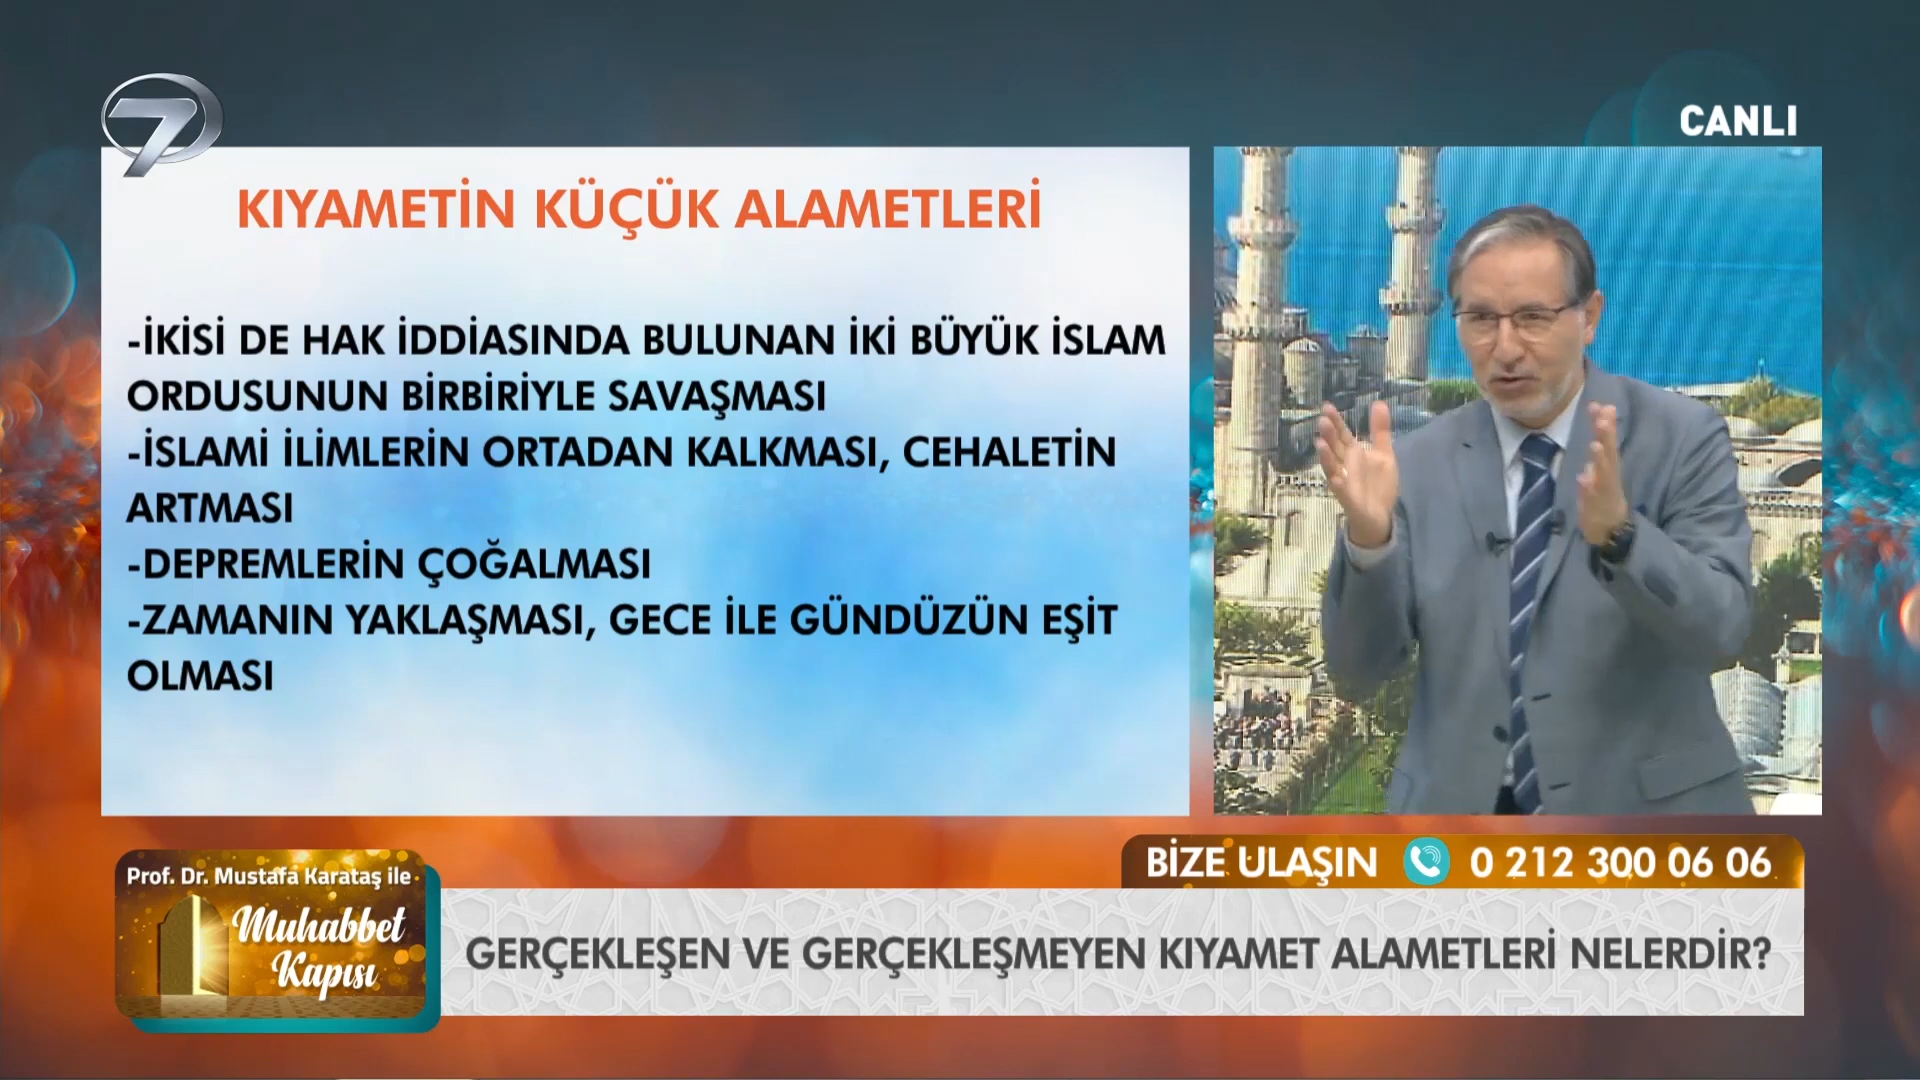 7
CANLI
KIYAMETİN KÜÇÜK ALAMETLERİ
-İKİSİ DE HAK İDDİASINDA BULUNAN İKİ BÜYÜK İSLAM
ORDUSUNUN BİRBİRİYLE SAVAŞMASI
-İSLAMİ İLİMLERİN ORTADAN KALKMASI, CEHALETİN
ARTMASI
-DEPREMLERİN ÇOĞALMASI
-ZAMANIN YAKLAŞMASI, GECE İLE GÜNDÜZÜN EŞİT
OLMASI
BİZE ULAŞIN 0 212 300 06 06
Prof. Dr. Mustafa Karataş ile
Muhabbet
Kapısı
GERÇEKLEŞEN VE GERÇEKLEŞMEYEN KIYAMET ALAMETLERİ NELERDİR?